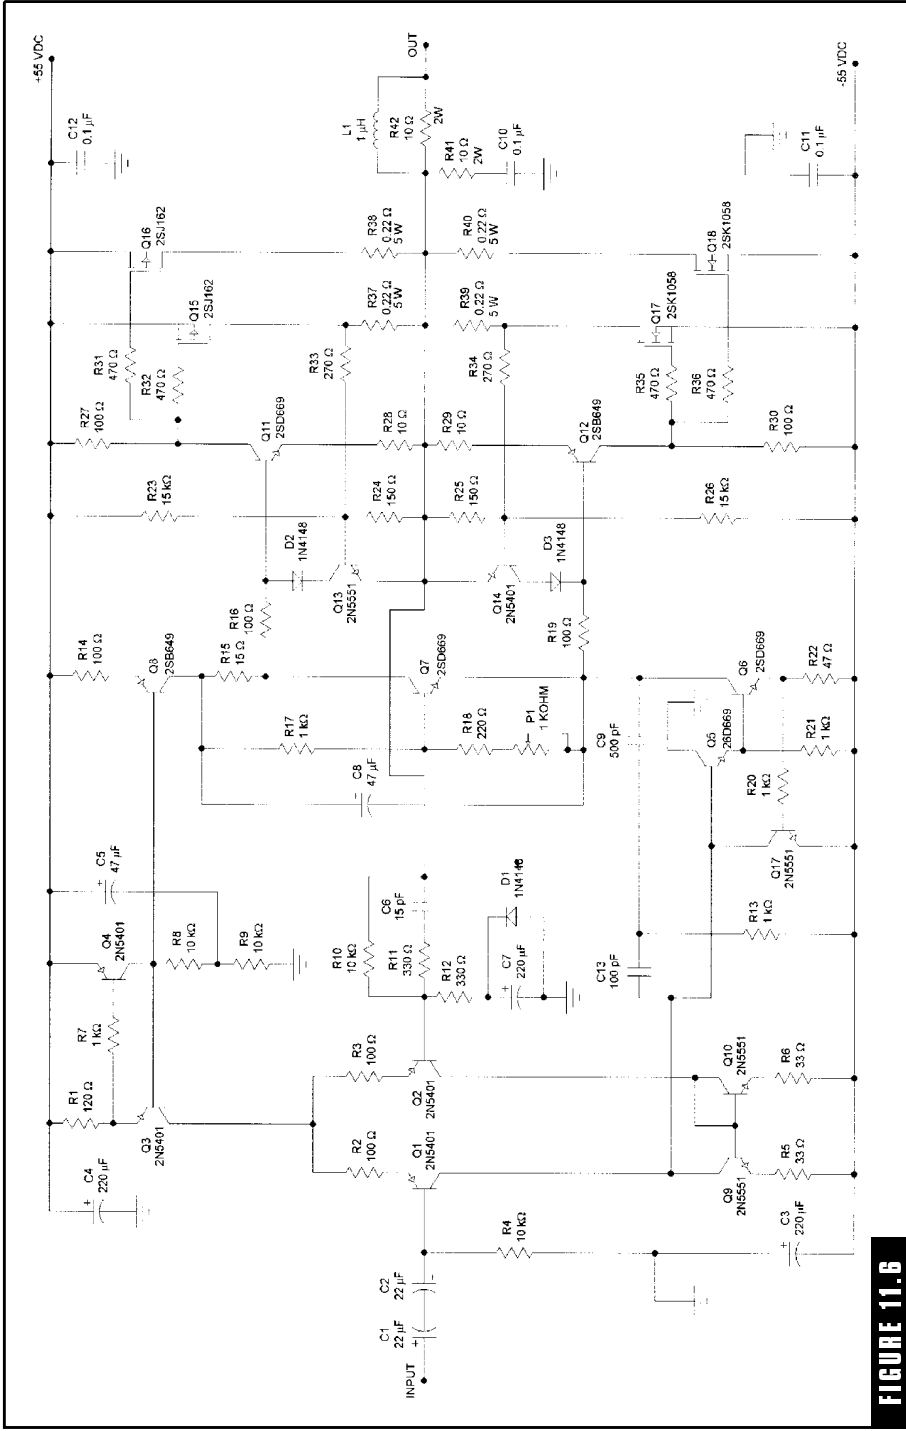 +55 VDC
C12
0.1 µF
OUT
L1
1 µH
R42
10 Ω
2W
R41
10 Ω
2W
C10
0.1 µF
-55 VDC
C11
0.1 µF
Q16
2SJ162
Q15
2SJ162
R31
470 Ω
R32
470 Ω
R38
0.22 Ω
5 W
R40
0.22 Ω
5 W
R37
0.22 Ω
5 W
R39
0.22 Ω
5 W
Q18
2SK1058
Q17
2SK1058
R33
270 Ω
R34
270 Ω
R35
470 Ω
R36
470 Ω
R27
100 Ω
Q11
2SD669
R28
10 Ω
R29
10 Ω
Q12
2SB649
R30
100 Ω
R23
15 kΩ
R24
150 Ω
R25
150 Ω
R26
15 kΩ
D2
1N4148
Q13
2N5551
Q14
2N5401
D3
1N4148
R16
100 Ω
R19
100 Ω
R14
100 Ω
Q8
2SB649
R15
15 Ω
Q7
2SD669
Q6
2SD669
R22
47 Ω
R17
1 kΩ
R18
220 Ω
P1
1 KOHM
C9
500 pF
Q5
26D669
R21
1 kΩ
C8
47 µF
R20
1 kΩ
Q17
2N5551
C5
47 µF
Q4
2N5401
R8
10 kΩ
R9
10 kΩ
R10
10 kΩ
C6
15 pF
R11
330 Ω
R12
330 Ω
D1
1N4148
C7
220 µF
R13
1 kΩ
C13
100 pF
R7
1 kΩ
R1
120 Ω
Q3
2N5401
R3
100 Ω
Q2
2N5401
R2
100 Ω
Q1
2N5401
Q10
2N5551
R6
33 Ω
Q9
2N5551
R5
33 Ω
C4
220 µF
R4
10 kΩ
C3
220 µF
C2
22 µF
C1
22 µF
INPUT
FIGURE 11.6